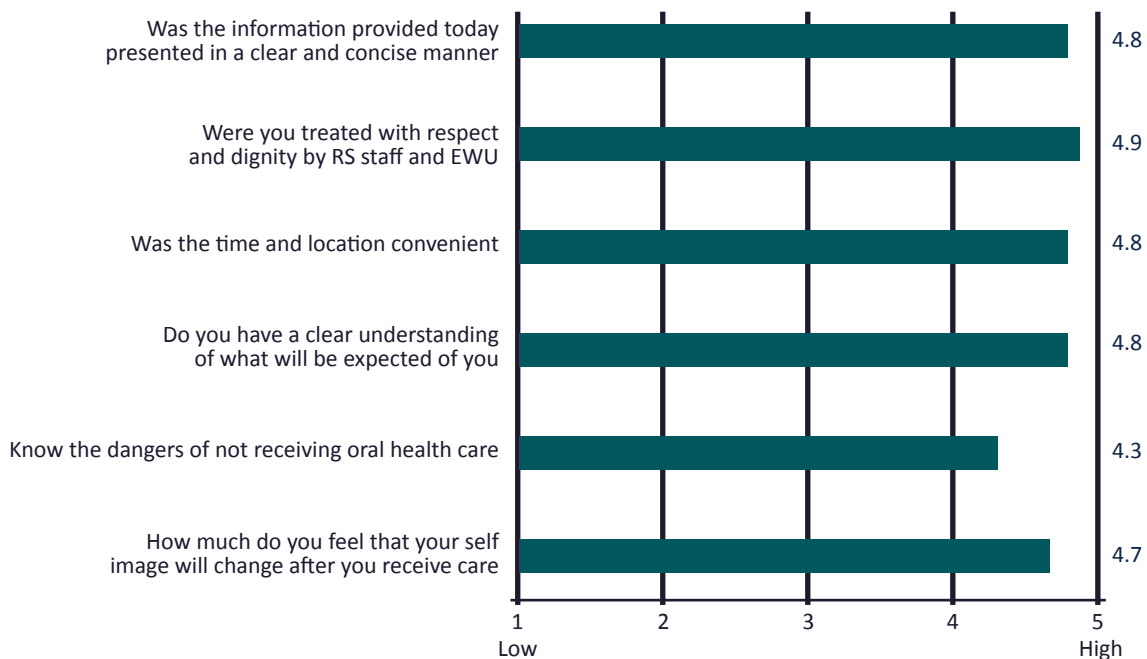 Was the information provided today
presented in a clear and concise manner
4.8
Were you treated with respect
and dignity by RS staff and EWU
4.9
Was the time and location convenient
4.8
Do you have a clear understanding
of what will be expected of you
4.8
Know the dangers of not receiving oral health care
4.3
How much do you feel that your self
image will change after you receive care
4.7
1 2 3 4 5
Low High